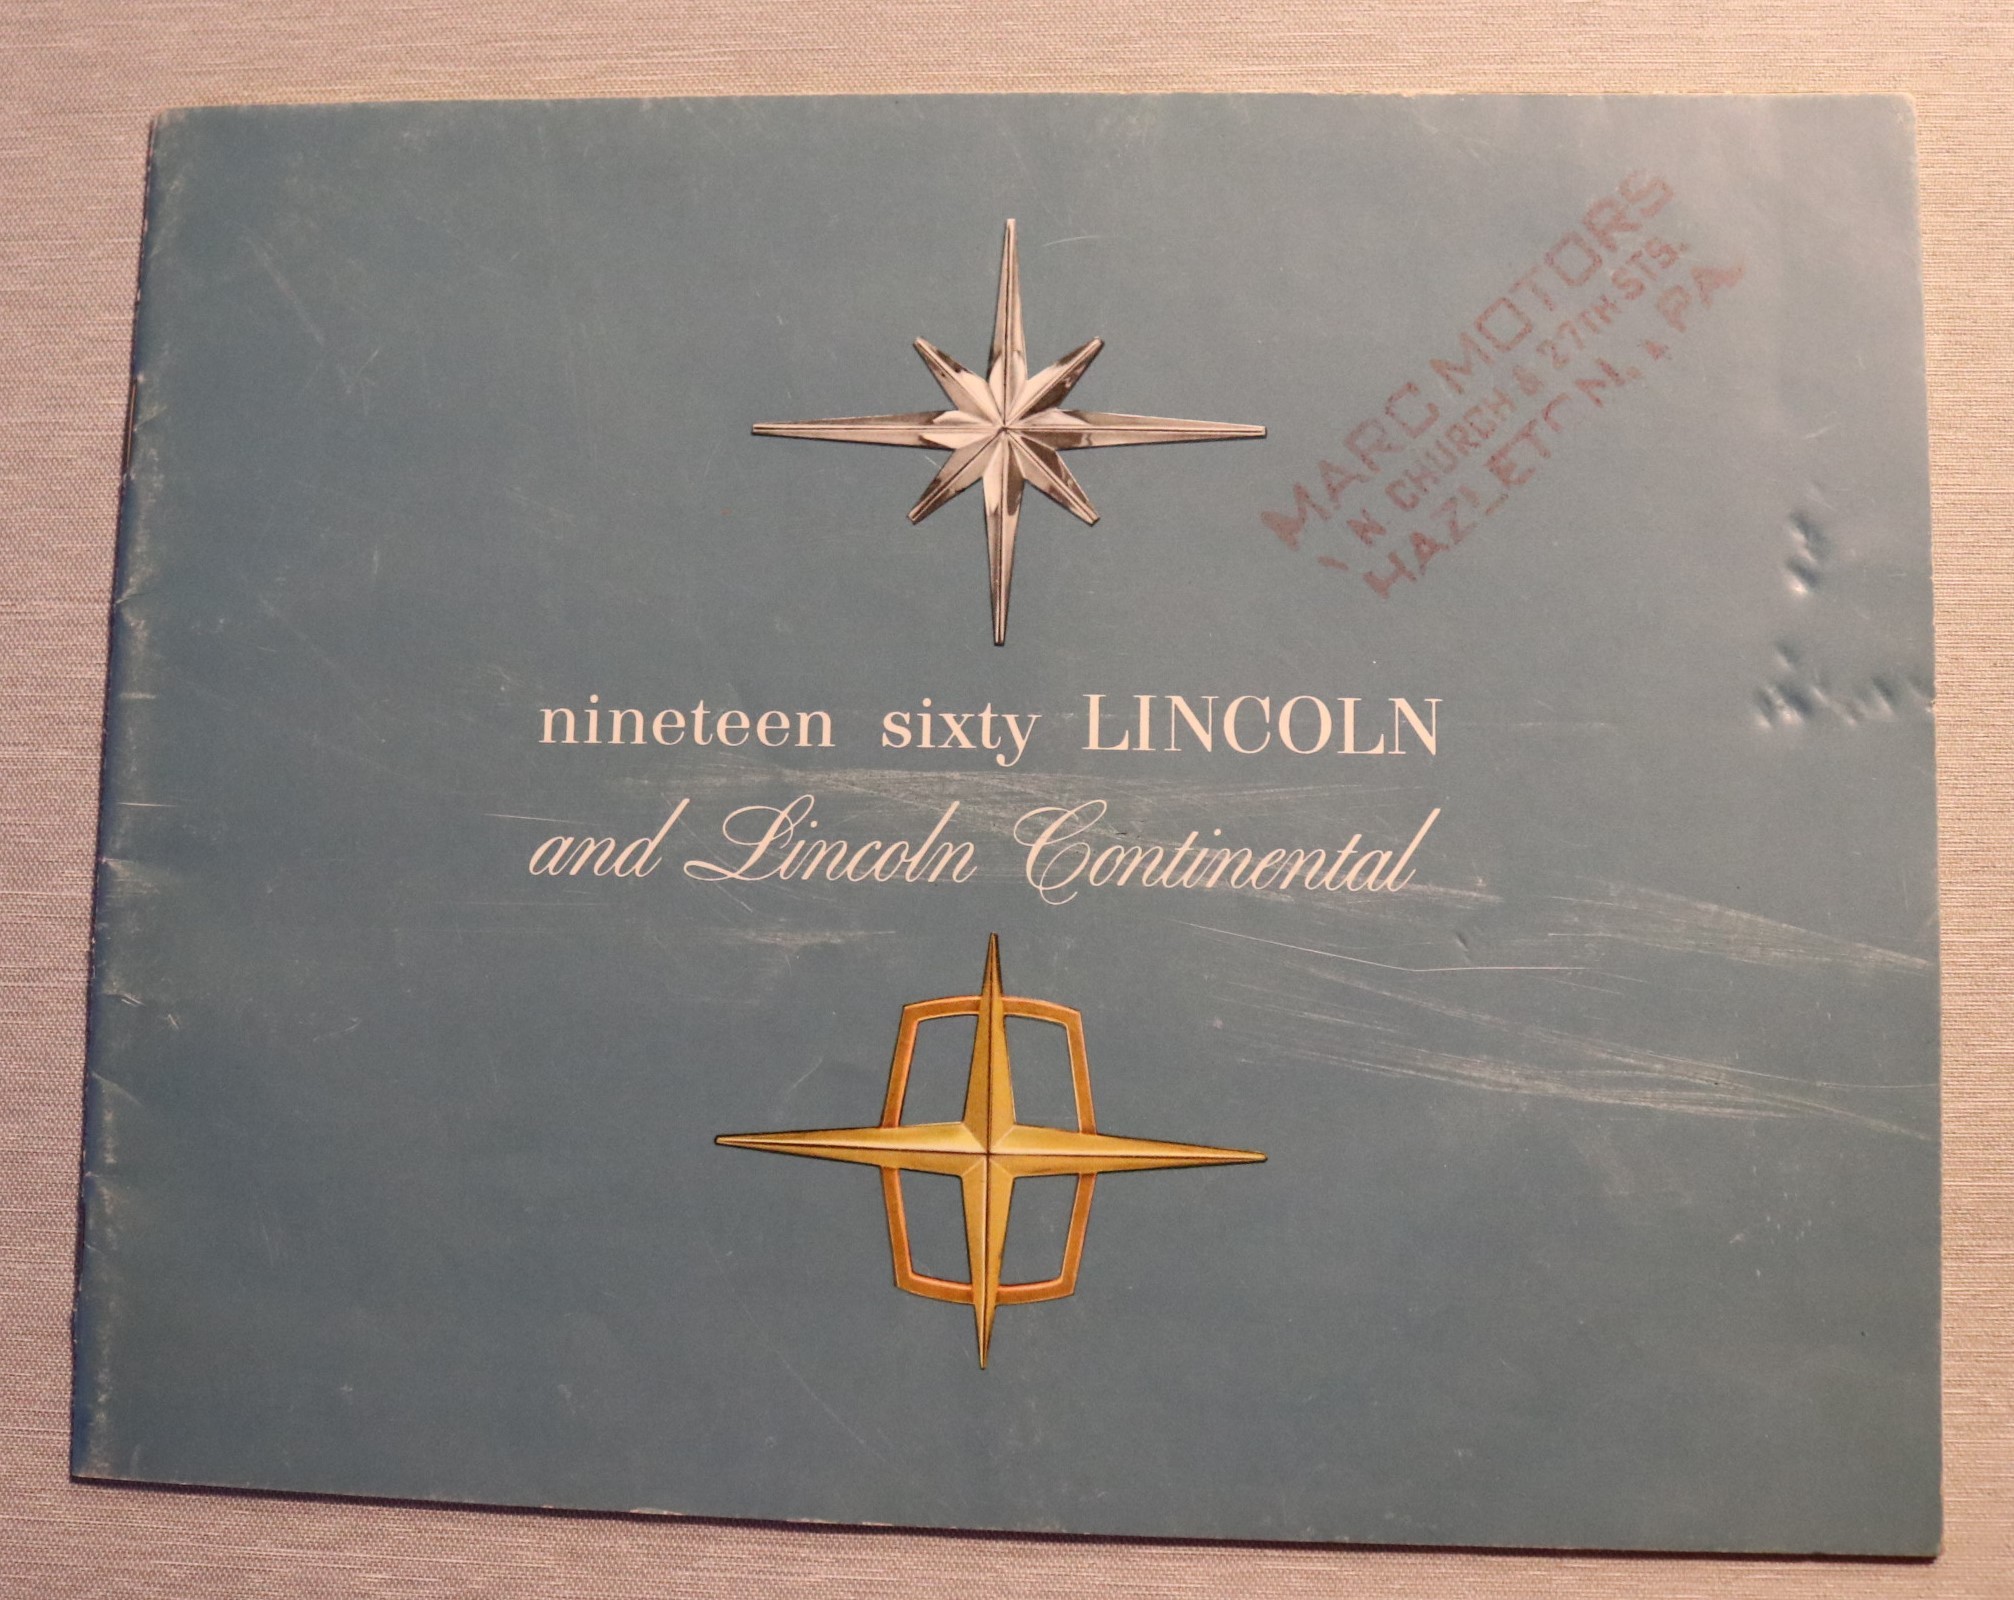 MARC MOTORS
N CHURCH & 27TH STS.
HAZLETON, PA
nineteen sixty LINCOLN
and Lincoln Continental